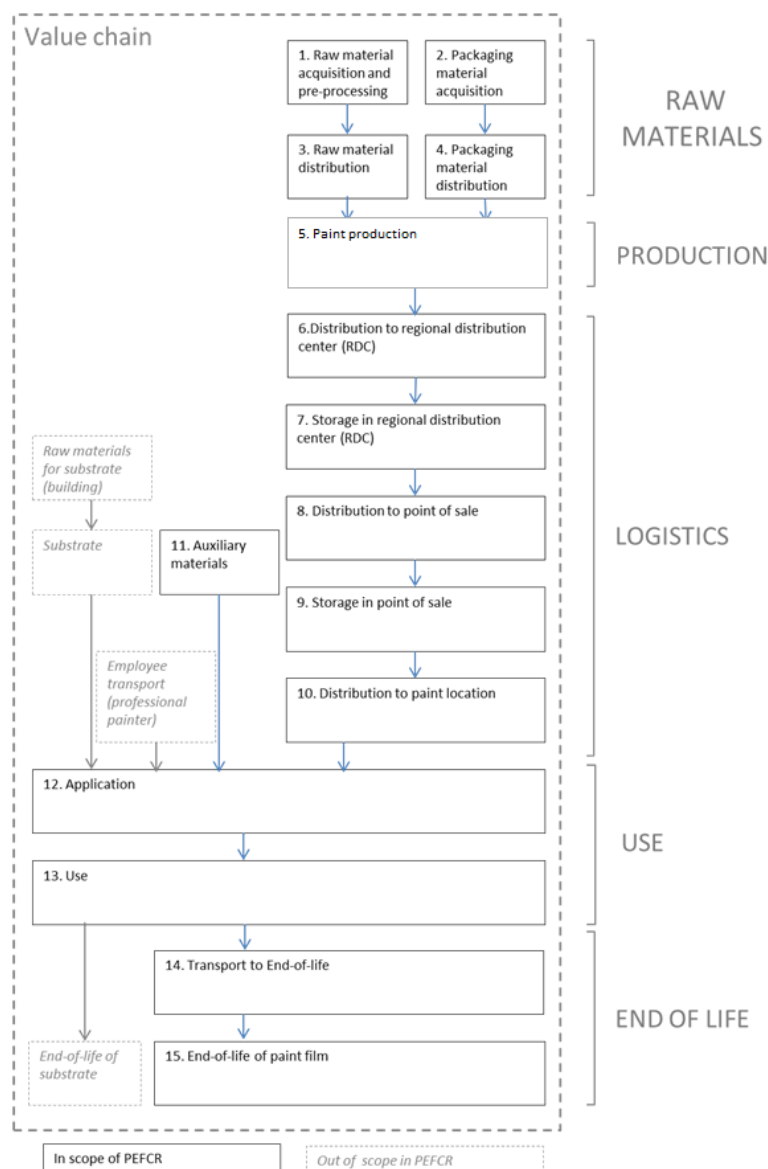 Value chain
1. Raw material
acquisition and
pre-processing
2. Packaging
material
acquisition
RAW
MATERIALS
3. Raw material
distribution
4. Packaging
material
distribution
5. Paint production
PRODUCTION
6.Distribution to regional distribution
center (RDC)
7. Storage in regional distribution
center (RDC)
Raw materials
for substrate
(building)
8. Distribution to point of sale
LOGISTICS
Substrate
11. Auxiliary
materials
9. Storage in point of sale
Employee
transport
(professional
painter)
10. Distribution to paint location
12. Application
USE
13. Use
14. Transport to End-of-life
END OF LIFE
End-of-life of
substrate
15. End-of-life of paint film
In scope of PEFCR
Out of scope in PEFCR